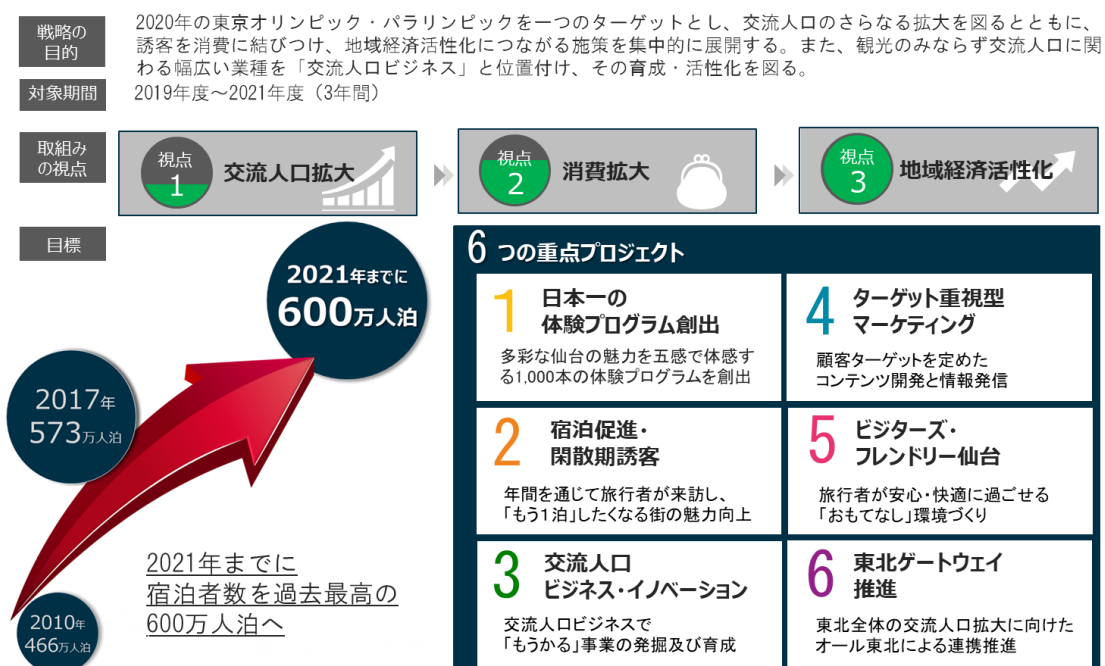 戦略の
目的
2020年の東京オリンピック・パラリンピックを一つのターゲットとし、交流人口のさらなる拡大を図るとともに、
誘客を消費に結びつけ、地域経済活性化につながる施策を集中的に展開する。また、観光のみならず交流人口に関
わる幅広い業種を「交流人口ビジネス」と位置付け、その育成・活性化を図る。
対象期間
2019年度～2021年度（3年間）
取組み
の視点
視点
1
交流人口拡大
視点
2
消費拡大
視点
3
地域経済活性化
目標
2021年までに
600万人泊
2017年
573万人泊
2010年
466万人泊
2021年までに
宿泊者数を過去最高の
600万人泊へ
6つの重点プロジェクト
1
日本一の
体験プログラム創出
多彩な仙台の魅力を五感で体感す
る1,000本の体験プログラムを創出
2
宿泊促進・
閑散期誘客
年間を通じて旅行者が来訪し、
「もう1泊」したくなる街の魅力向上
3
交流人口
ビジネス・イノベーション
交流人口ビジネスで
「もうかる」事業の発掘及び育成
4
ターゲット重視型
マーケティング
顧客ターゲットを定めた
コンテンツ開発と情報発信
5
ビジターズ・
フレンドリー仙台
旅行者が安心・快適に過ごせる
「おもてなし」環境づくり
6
東北ゲートウェイ
推進
東北全体の交流人口拡大に向けた
オール東北による連携推進